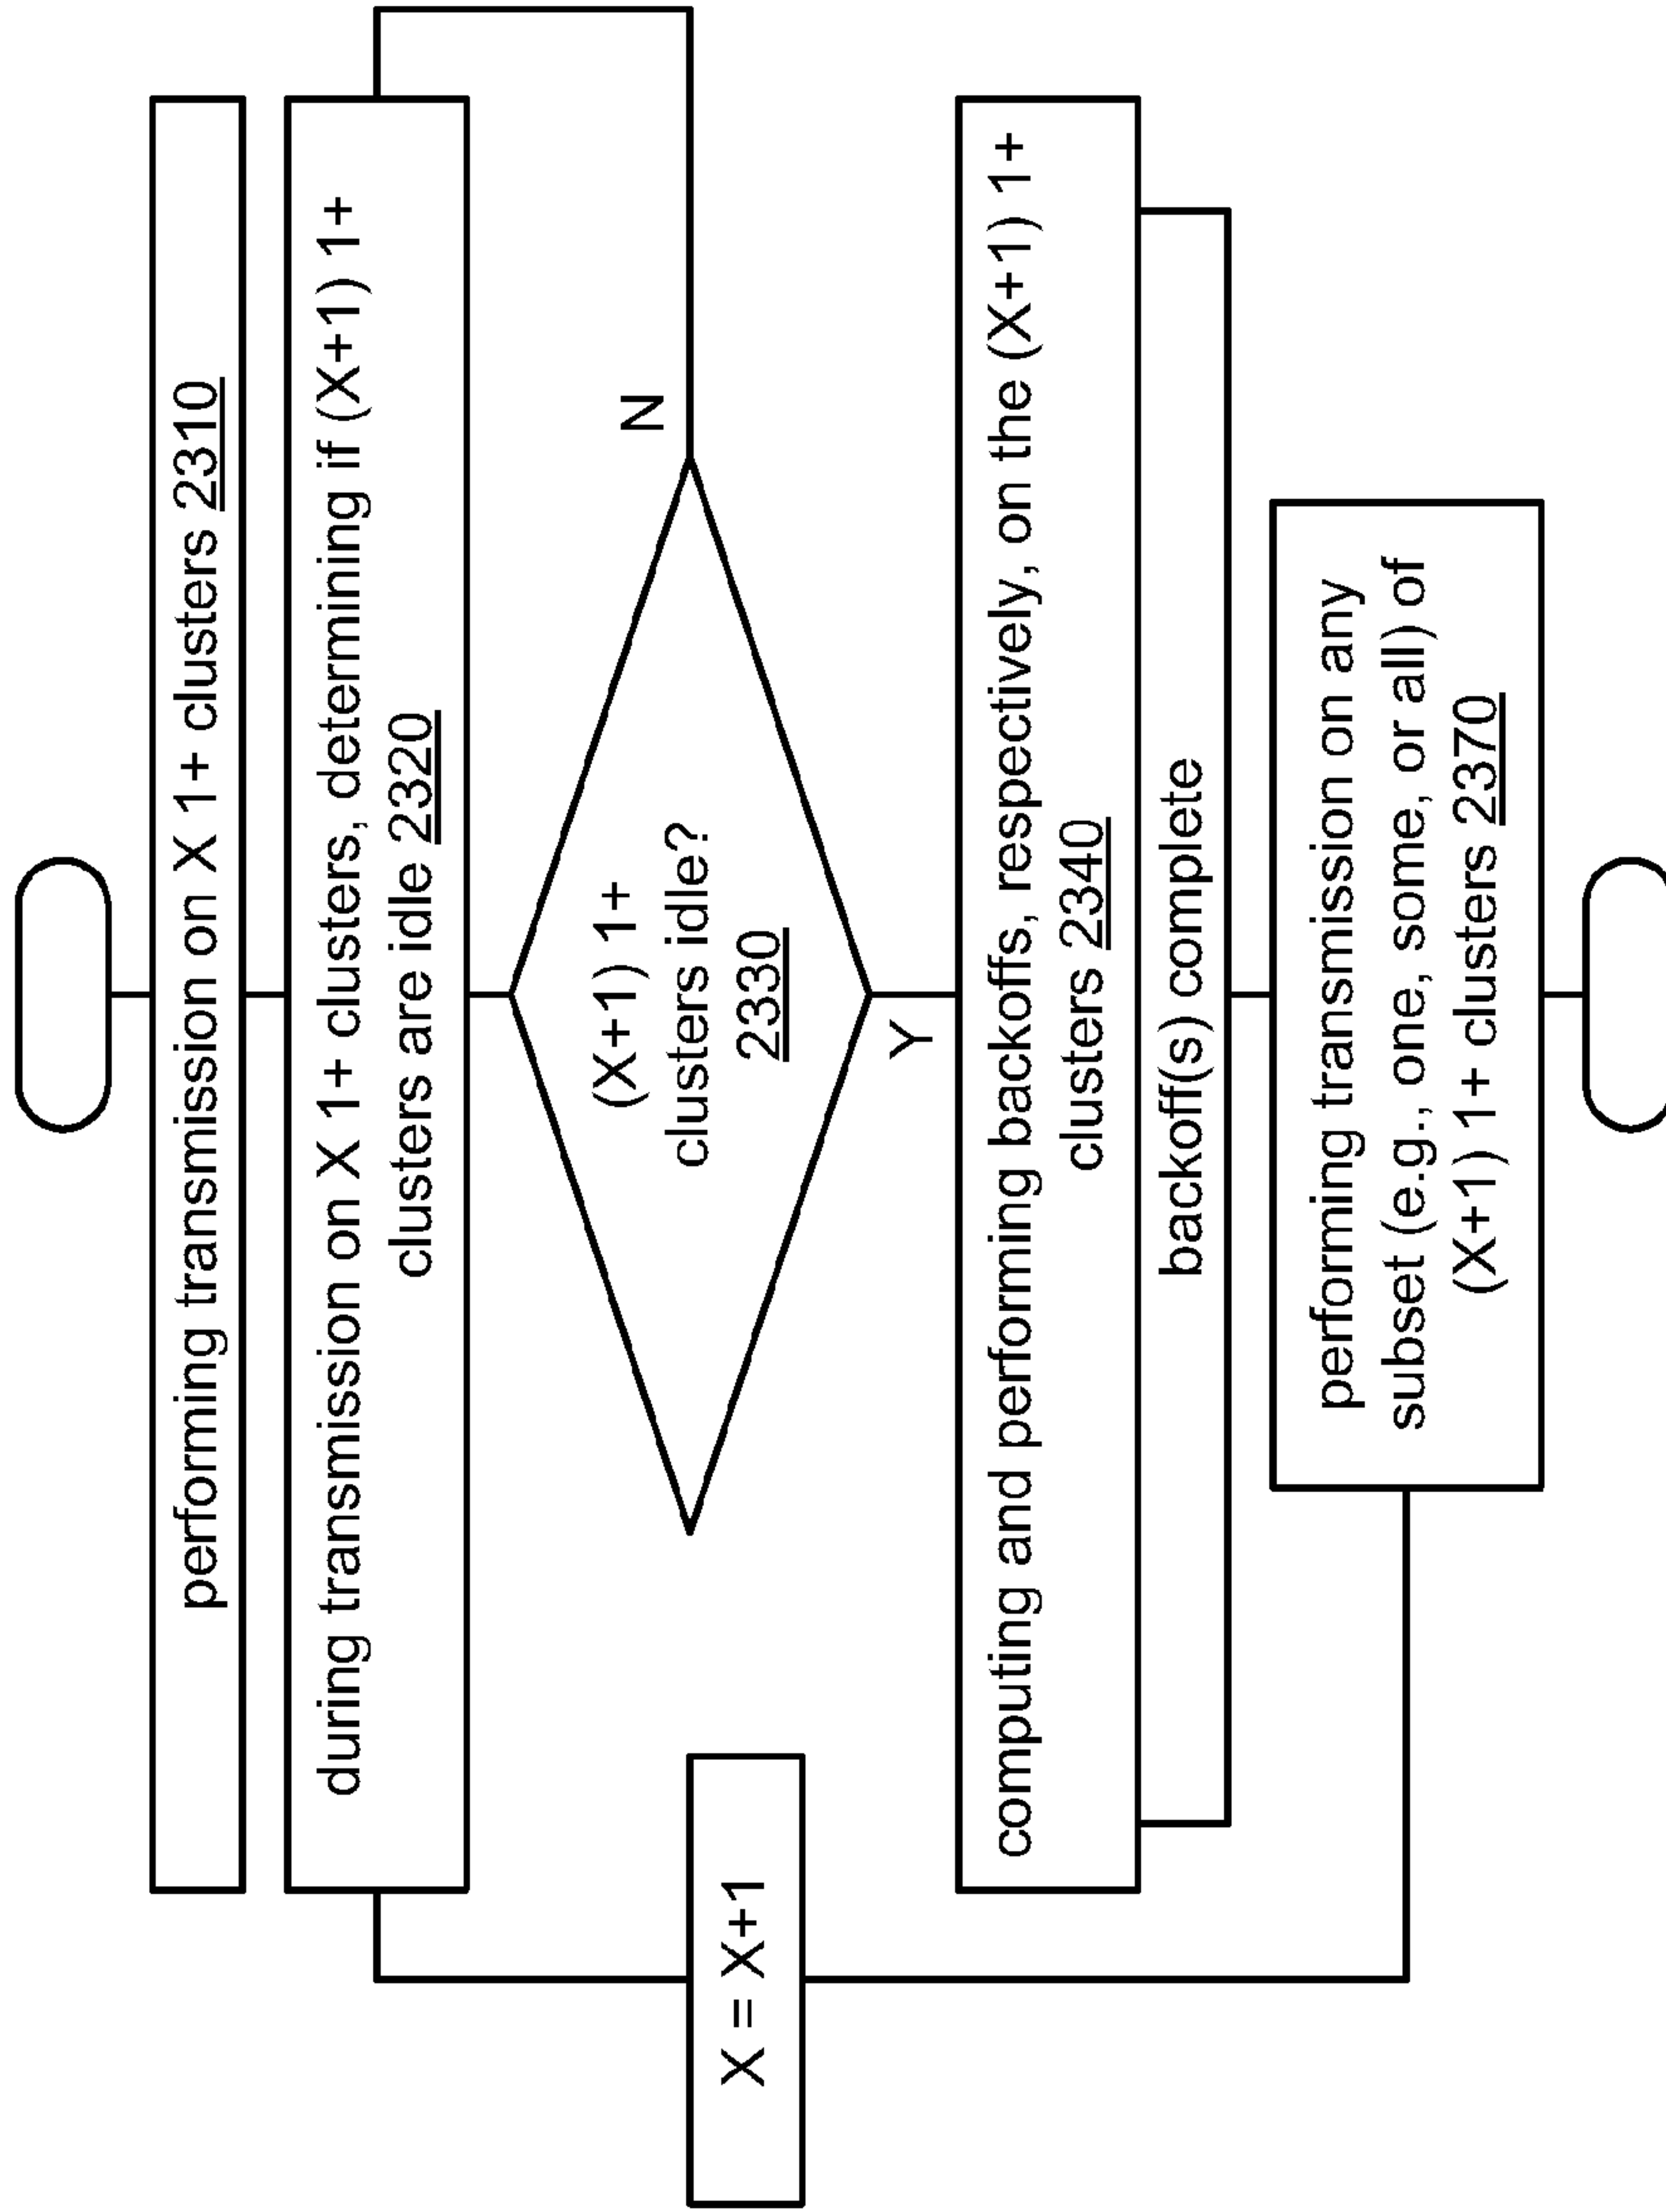 performing transmission on X 1+ clusters 2310
during transmission on X 1+ clusters, determining if (X+1) 1+
clusters are idle 2320
(X+1) 1+
clusters idle?
2330
N
Y
X = X+1
computing and performing backoffs, respectively, on the (X+1) 1+
clusters 2340
backoff(s) complete
performing transmission on any
subset (e.g., one, some, or all) of
(X+1) 1+ clusters 2370